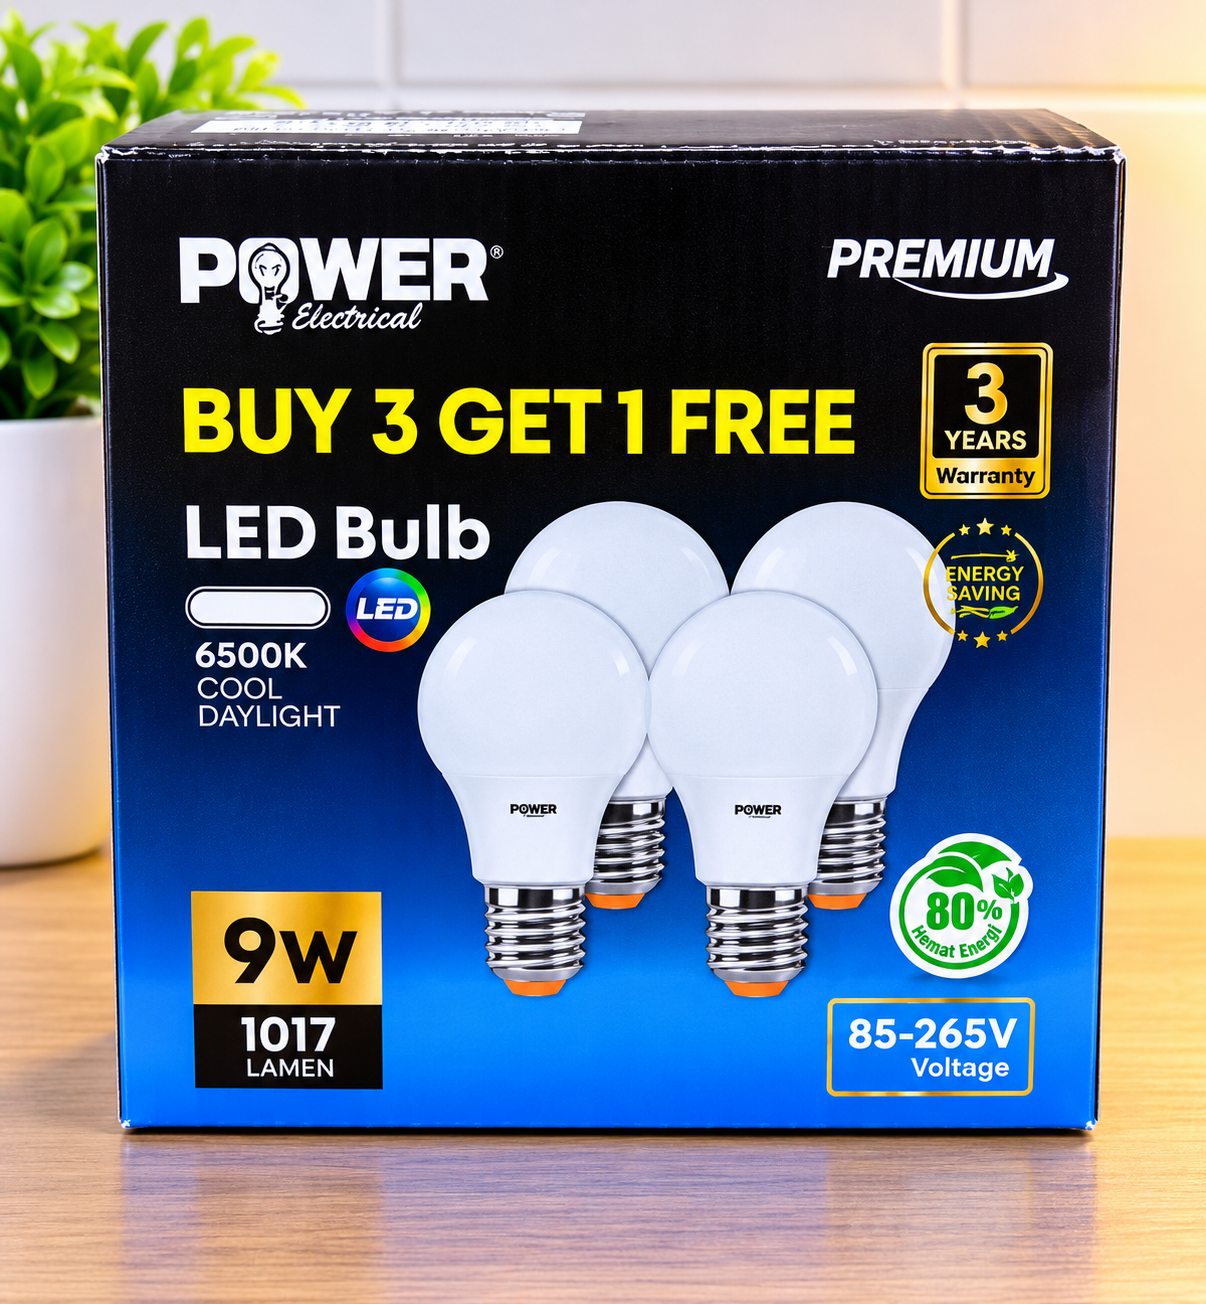 POWER®
Electrical
PREMIUM
BUY 3 GET 1 FREE
3
YEARS
Warranty
LED Bulb
LED
6500K
COOL
DAYLIGHT
ENERGY
SAVING
POWER
POWER
80%
Hemat Energi
9W
1017
LAMEN
85-265V
Voltage